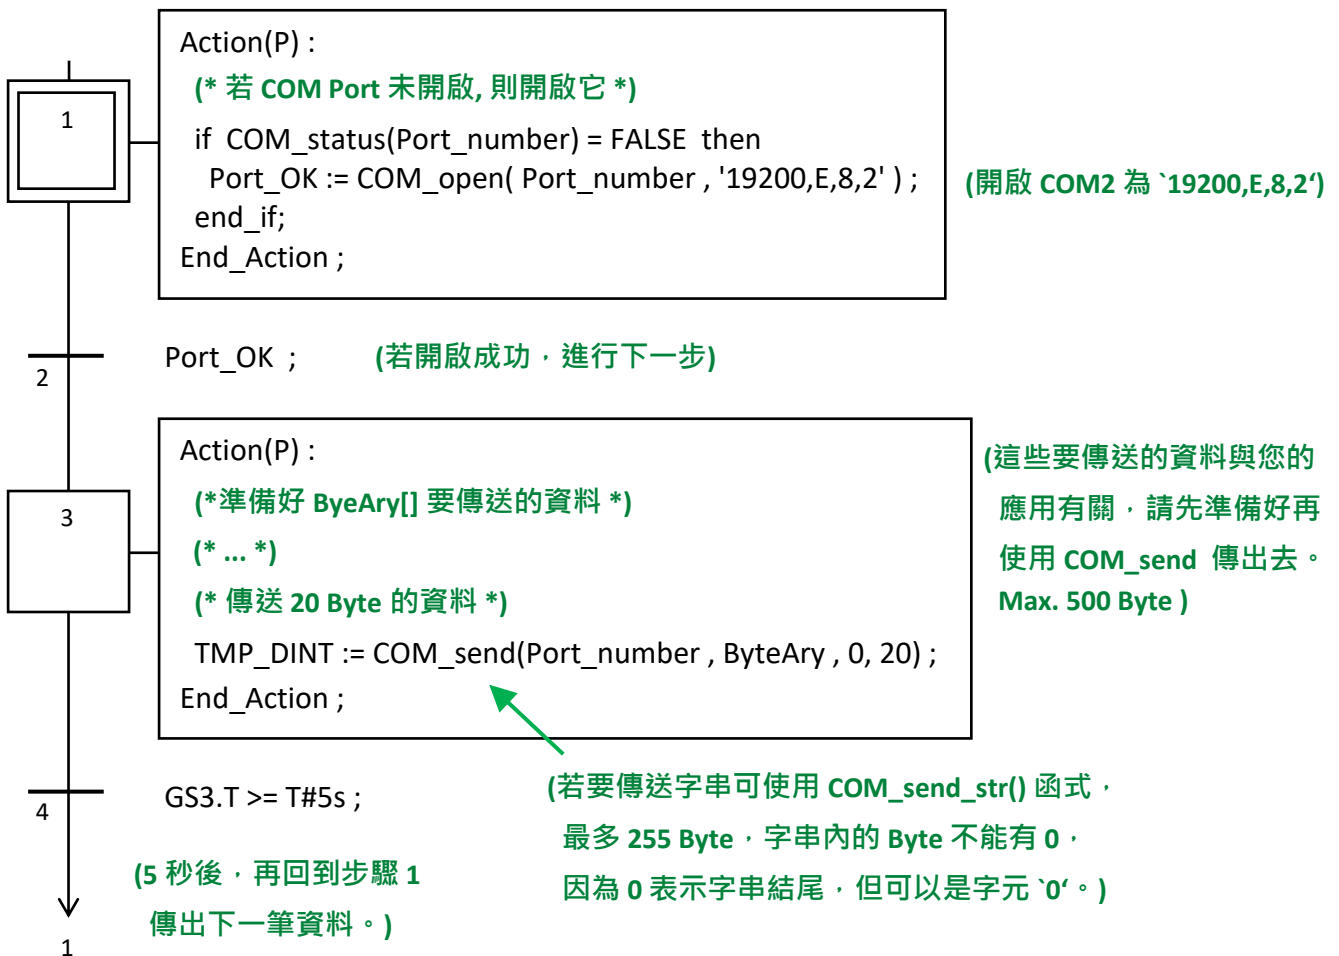 Action(P) :
(* 若 COM Port 未開啟, 則開啟它 *)
1
if COM_status(Port_number) = FALSE then
Port_OK := COM_open( Port_number , '19200,E,8,2' ) ;
(開啟 COM2 為 `19200,E,8,2‘)
end_if;
End_Action ;
2
Port_OK ;
(若開啟成功，進行下一步)
Action(P) :
(*準備好 ByeAry[] 要傳送的資料 *)
3
(* ... *)
(* 傳送 20 Byte 的資料 *)
TMP_DINT := COM_send(Port_number , ByteAry , 0, 20) ;
End_Action ;
(這些要傳送的資料與您的
應用有關，請先準備好再
使用 COM_send 傳出去。
Max. 500 Byte )
4
GS3.T >= T#5s ;
(若要傳送字串可使用 COM_send_str() 函式，
最多 255 Byte，字串內的 Byte 不能有 0，
因為 0 表示字串結尾，但可以是字元 `0‘。)
(5 秒後，再回到步驟 1
傳出下一筆資料。)
1